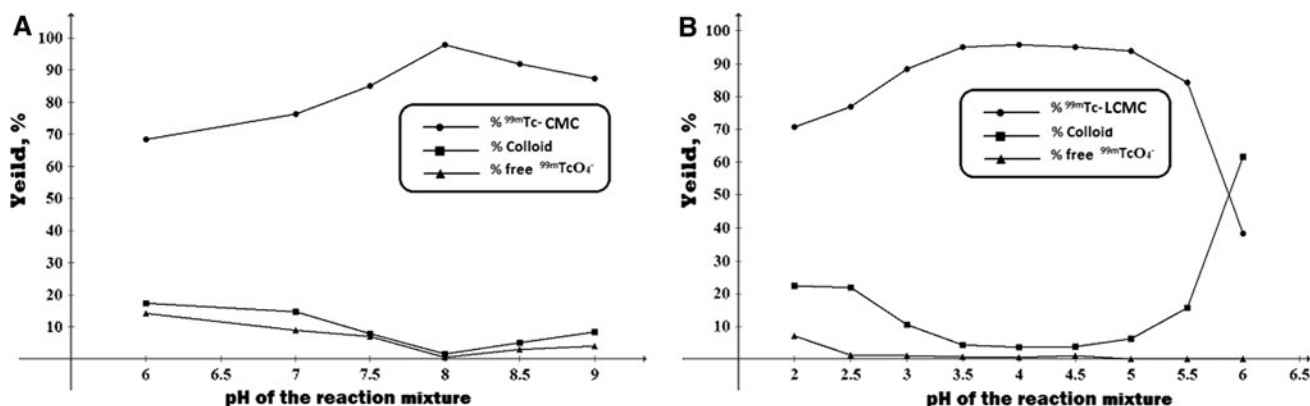 A
100
90
80
70
60
50
40
30
20
10
Yeild, %
% ⁹⁹ᵐTc- CMC
% Colloid
% free ⁹⁹ᵐTcO₄⁻
6 6.5 7 7.5 8 8.5 9
pH of the reaction mixture
B
100
90
80
70
60
50
40
30
20
10
Yeild, %
% ⁹⁹ᵐTc- LCMC
% Colloid
% free ⁹⁹ᵐTcO₄⁻
2 2.5 3 3.5 4 4.5 5 5.5 6 6.5
pH of the reaction mixture